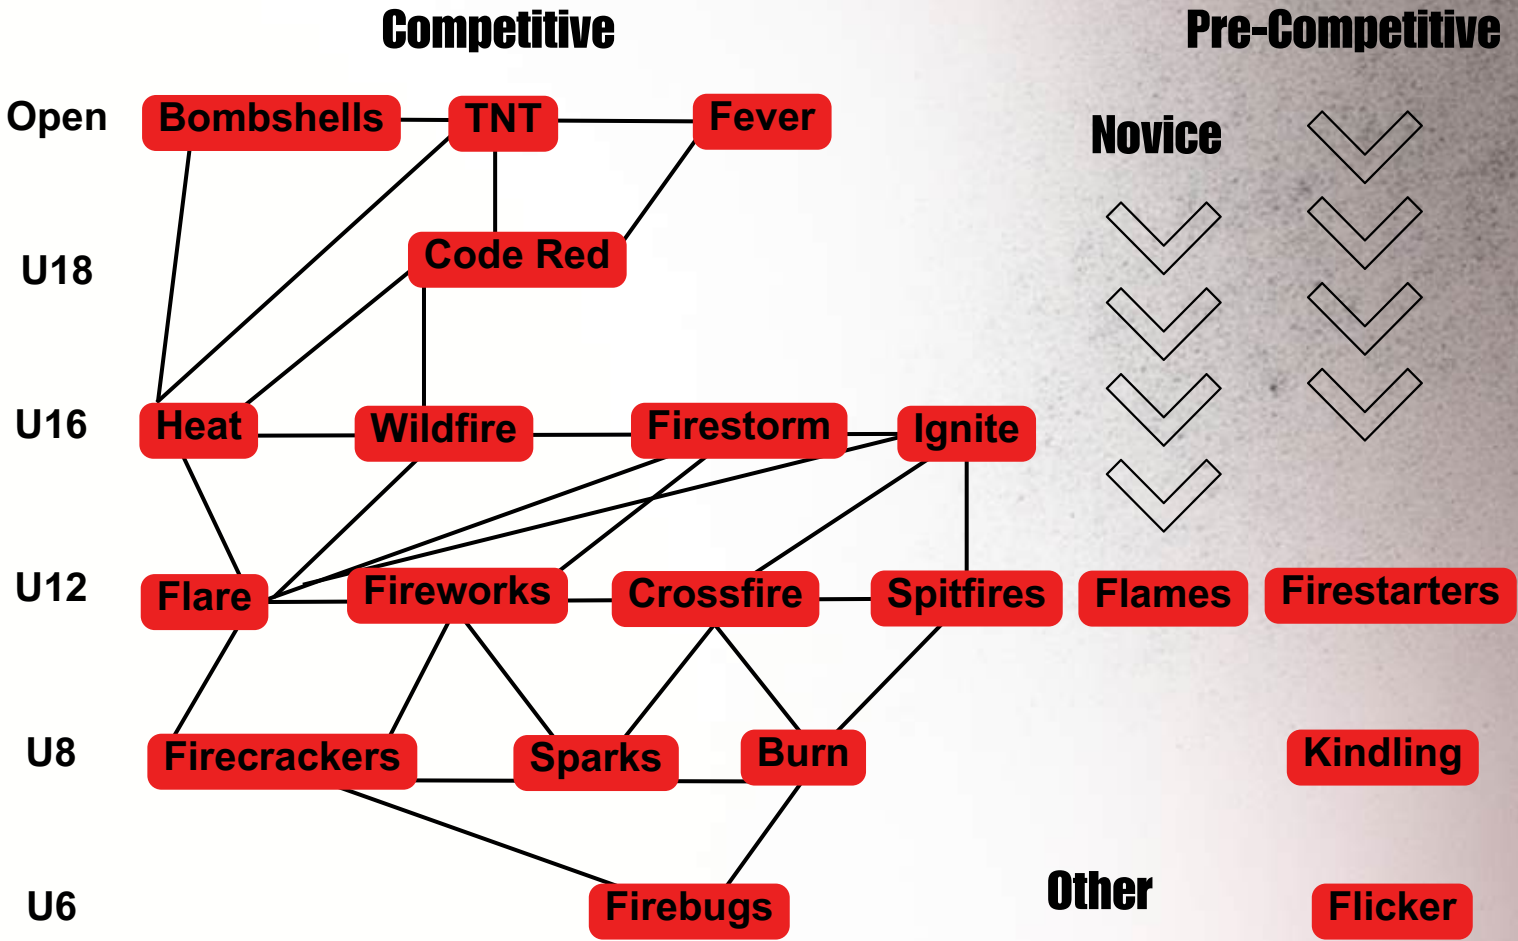 Competitive
Pre-Competitive
Open
Bombshells
TNT
Fever
Novice
U18
Code Red
U16
Heat
Wildfire
Firestorm
Ignite
U12
Flare
Fireworks
Crossfire
Spitfires
Flames
Firestarters
U8
Firecrackers
Sparks
Burn
Kindling
U6
Firebugs
Other
Flicker